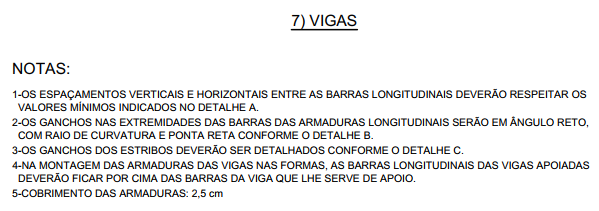 7) VIGAS
NOTAS:
1-OS ESPAÇAMENTOS VERTICAIS E HORIZONTAIS ENTRE AS BARRAS LONGITUDINAIS DEVERÃO RESPEITAR OS
VALORES MÍNIMOS INDICADOS NO DETALHE A.
2-OS GANCHOS NAS EXTREMIDADES DAS BARRAS DAS ARMADURAS LONGITUDINAIS SERÃO EM ÂNGULO RETO,
COM RAIO DE CURVATURA E PONTA RETA CONFORME O DETALHE B.
3-OS GANCHOS DOS ESTRIBOS DEVERÃO SER DETALHADOS CONFORME O DETALHE C.
4-NA MONTAGEM DAS ARMADURAS DAS VIGAS NAS FORMAS, AS BARRAS LONGITUDINAIS DAS VIGAS APOIADAS
DEVERÃO FICAR POR CIMA DAS BARRAS DA VIGA QUE LHE SERVE DE APOIO.
5-COBRIMENTO DAS ARMADURAS: 2,5 cm